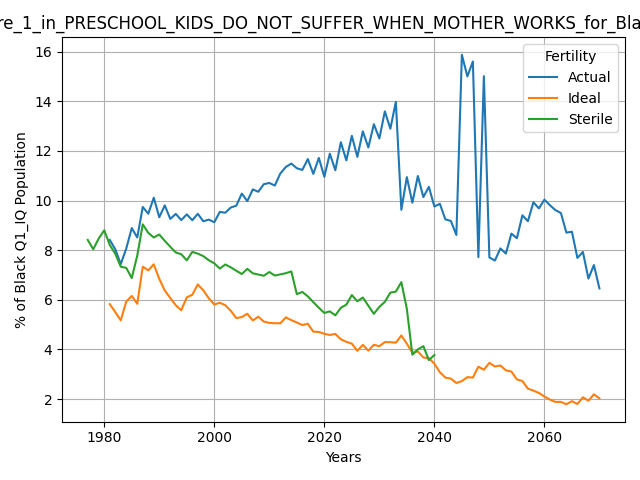 re_1_in_PRESCHOOL_KIDS_DO_NOT_SUFFER_WHEN_MOTHER_WORKS_for_Bla
Fertility
Actual
Ideal
Sterile
% of Black Q1_IQ Population
16
14
12
10
8
6
4
2
1980
2000
2020
2040
2060
Years